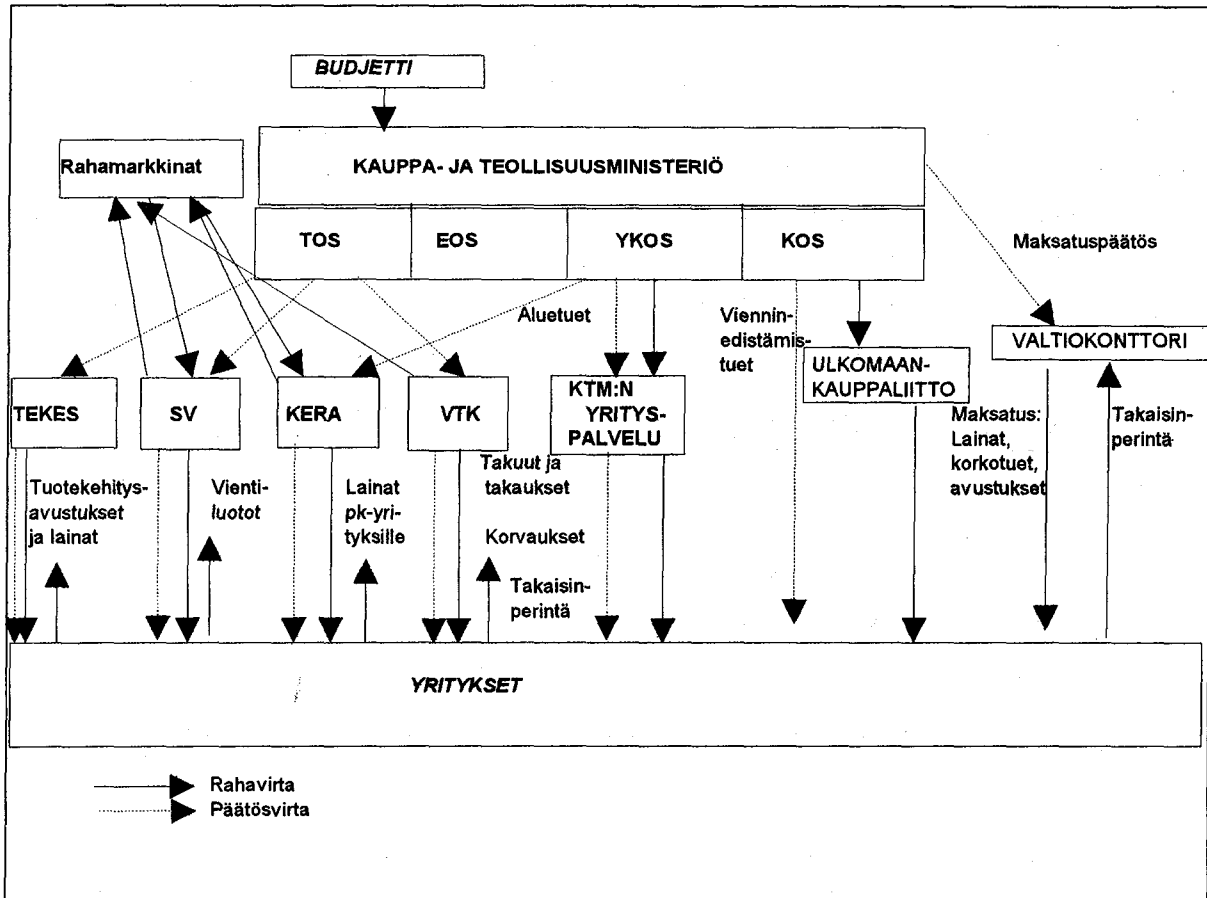 BUDJETTI
Rahamarkkinat
KAUPPA- JA TEOLLISUUSMINISTERIÖ
TOS
EOS
YKOS
KOS
Maksatuspäätös
Aluetuet
Viennin-
edistämis-
tuet
VALTIOKONTTORI
ULKOMAAN-
KAUPPALIITTO
TEKES
SV
KERA
VTK
KTM:N
YRITYS-
PALVELU
Maksatus:
Lainat,
korkotuet,
avustukset
Takaisin-
perintä
Tuotekehitys-
avustukset
ja lainat
Vienti-
luotot
Lainat
pk-yri-
tyksille
Takuut ja
takaukset
Korvaukset
Takaisin-
perintä
YRITYKSET
Rahavirta
Päätösvirta